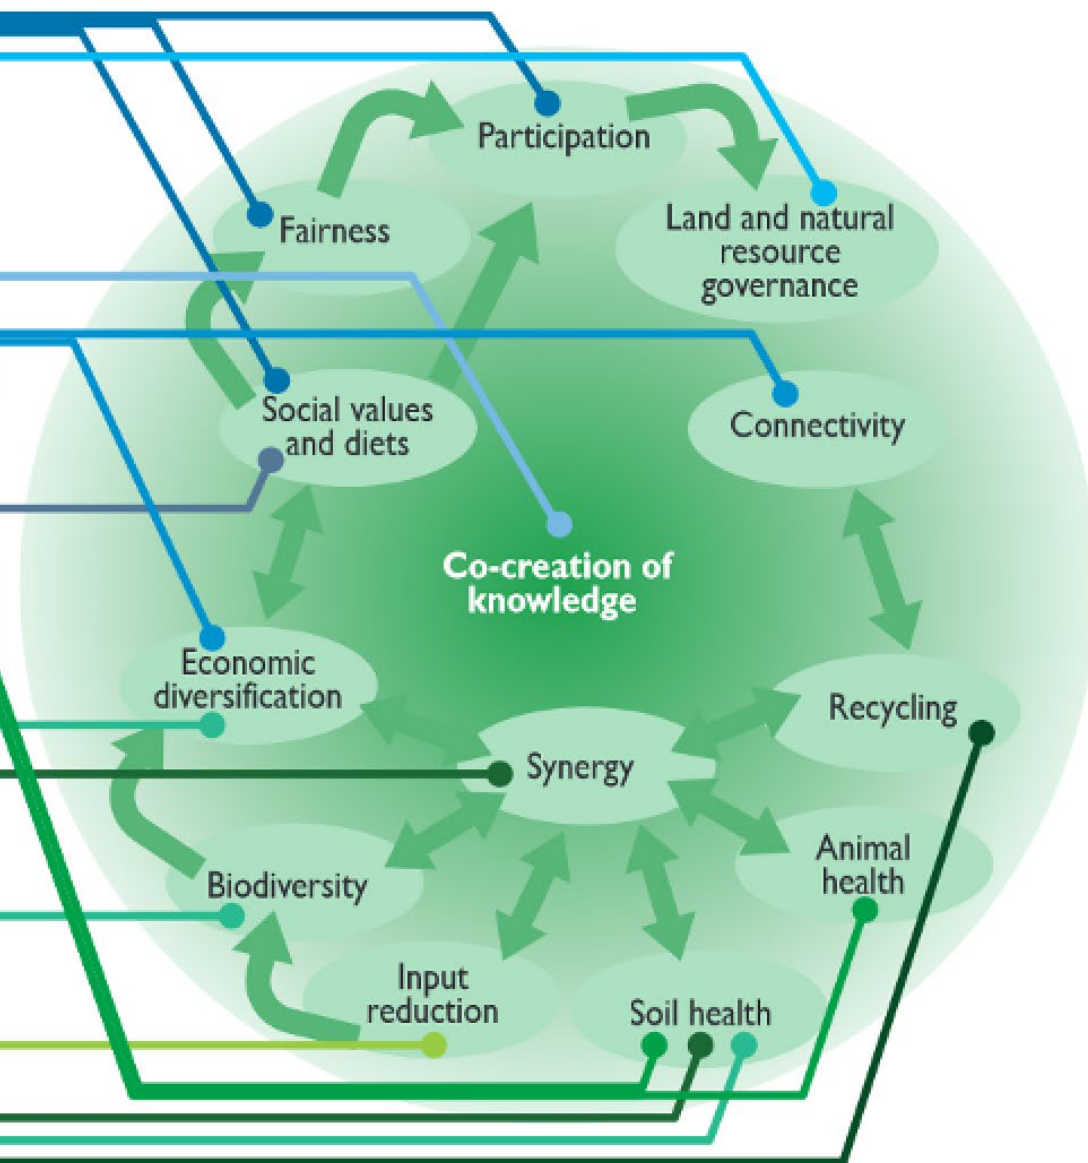 Participation
Fairness
Land and natural
resource
governance
Social values
and diets
Connectivity
Co-creation of
knowledge
Economic
diversification
Recycling
Synergy
Animal
health
Biodiversity
Input
reduction
Soil health